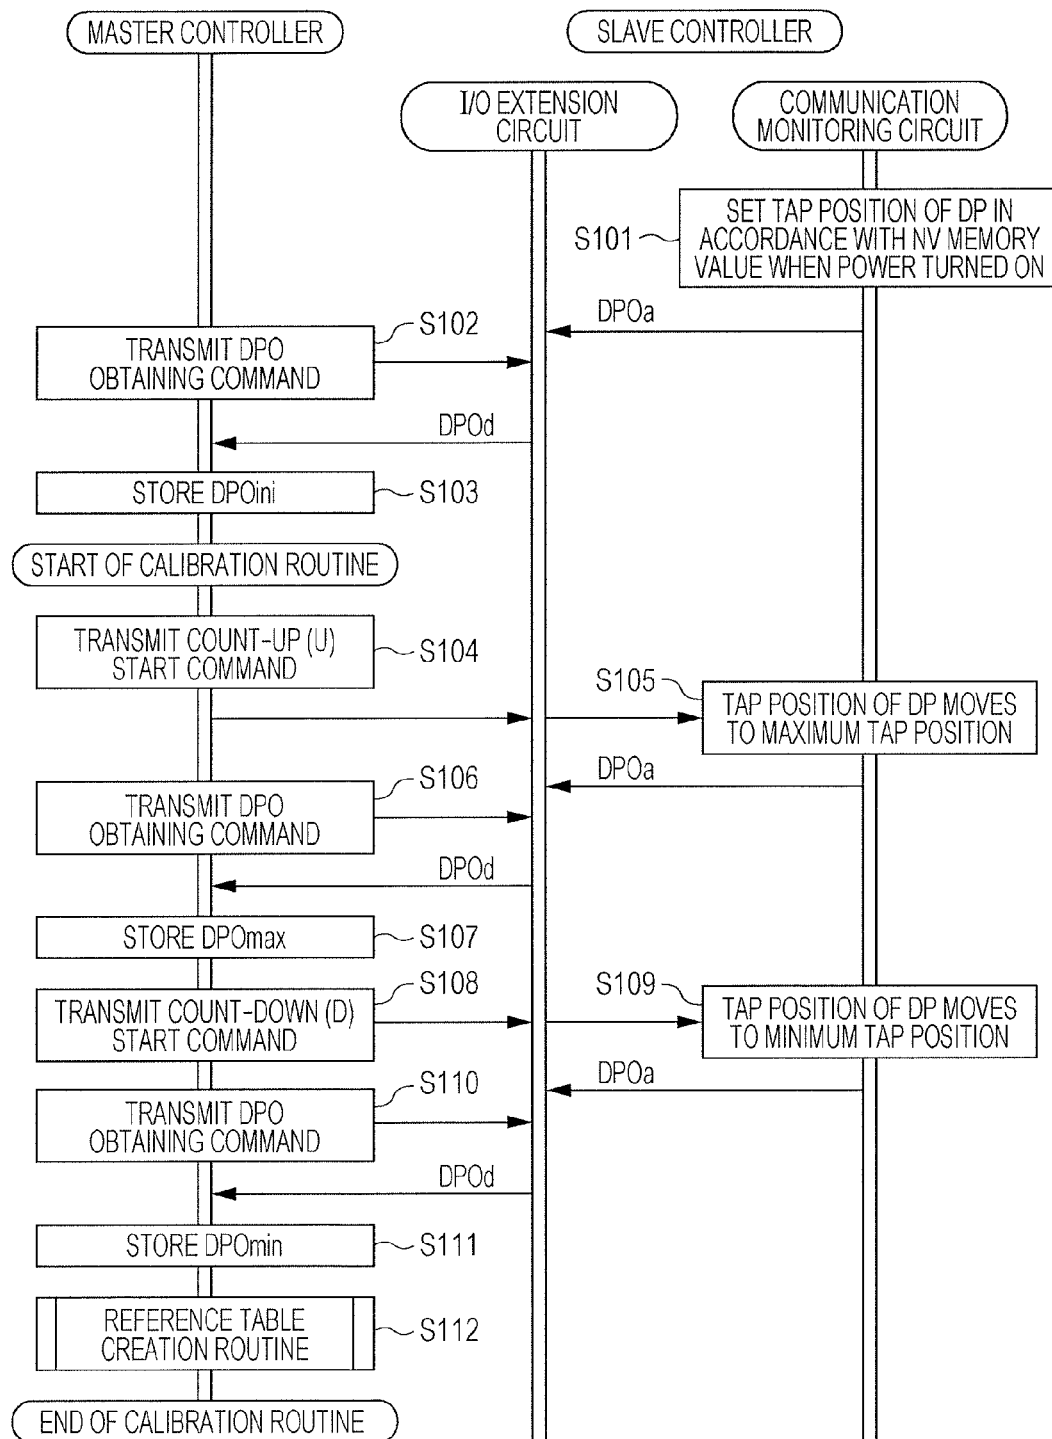 MASTER CONTROLLER
SLAVE CONTROLLER
I/O EXTENSION
CIRCUIT
COMMUNICATION
MONITORING CIRCUIT
S101
SET TAP POSITION OF DP IN
ACCORDANCE WITH NV MEMORY
VALUE WHEN POWER TURNED ON
DPOa
S102
TRANSMIT DPO
OBTAINING COMMAND
DPOd
STORE DPOini
S103
START OF CALIBRATION ROUTINE
TRANSMIT COUNT-UP (U)
START COMMAND
S104
S105
TAP POSITION OF DP MOVES
TO MAXIMUM TAP POSITION
DPOa
S106
TRANSMIT DPO
OBTAINING COMMAND
DPOd
STORE DPOmax
S107
S108
TRANSMIT COUNT-DOWN (D)
START COMMAND
S109
TAP POSITION OF DP MOVES
TO MINIMUM TAP POSITION
DPOa
S110
TRANSMIT DPO
OBTAINING COMMAND
DPOd
STORE DPOmin
S111
REFERENCE TABLE
CREATION ROUTINE
S112
END OF CALIBRATION ROUTINE